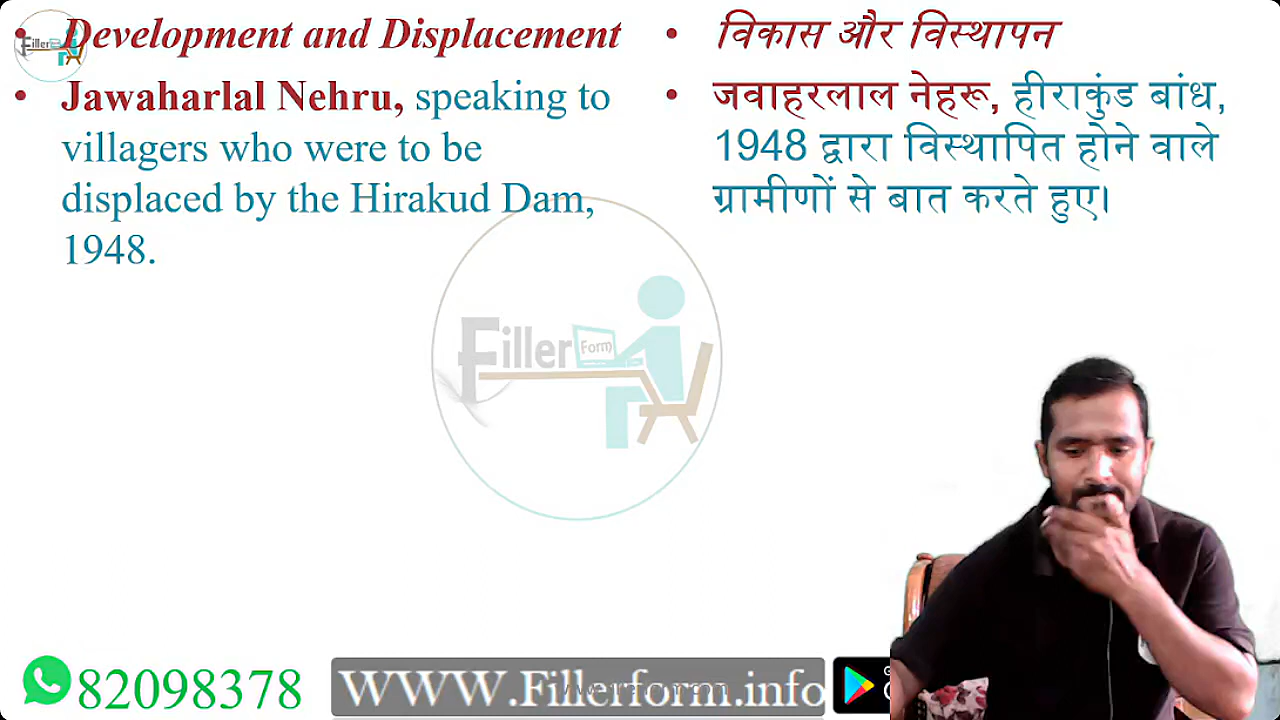 Development and Displacement
Jawaharlal Nehru, speaking to
villagers who were to be
displaced by the Hirakud Dam,
1948.
विकास और विस्थापन
जवाहरलाल नेहरू, हीराकुंड बांध,
1948 द्वारा विस्थापित होने वाले
ग्रामीणों से बात करते हुए।
Filler Form
82098378
WWW.Fillerform.info